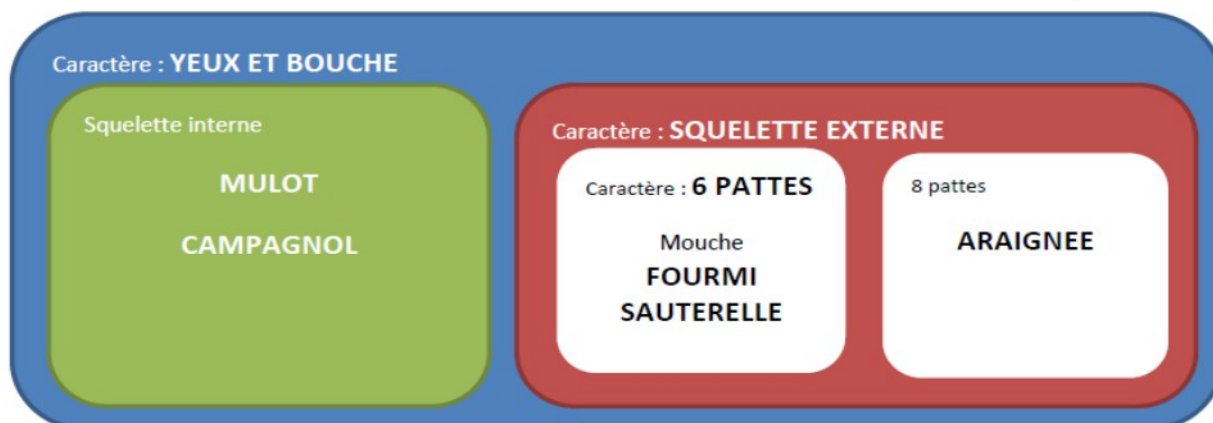 Caractère : YEUX ET BOUCHE
Squelette interne
MULOT
CAMPAGNOL
Caractère : SQUELETTE EXTERNE
Caractère : 6 PATTES
Mouche
FOURMI
SAUTERELLE
8 pattes
ARAIGNEE